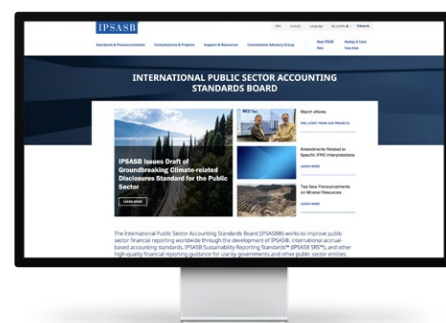 IPSASB
IFAC Contact Language
Standards & Pronouncements Consultations & Projects Support & Resources Consultative Advisory Group About IPSASB
INTERNATIONAL PUBLIC SECTOR ACCOUNTING
STANDARDS BOARD
IPSASB Issues Draft of
Groundbreaking Climate-related
Disclosures Standard for the Public
Sector
LEARN MORE
March eNews
THE LATEST FROM OUR PROJECTS
Amendments Related to
Specific IFRIC Interpretations
LEARN MORE
Two New Pronouncements
on Mineral Resources
LEARN MORE
The International Public Sector Accounting Standards Board (IPSASB®) works to improve public
sector financial reporting worldwide through the development of IPSAS®, international accrual-
based accounting standards, IPSASB Sustainability Reporting Standards™ (IPSASB SRS™), and other
high-quality financial reporting guidance for use by governments and other public sector entities.